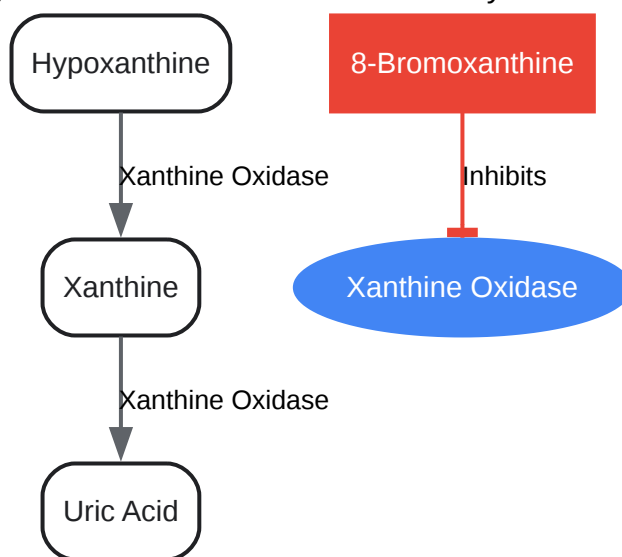 Hypoxanthine
8-Bromoxanthine
Xanthine Oxidase
Inhibits
Xanthine
Xanthine Oxidase
Xanthine Oxidase
Uric Acid